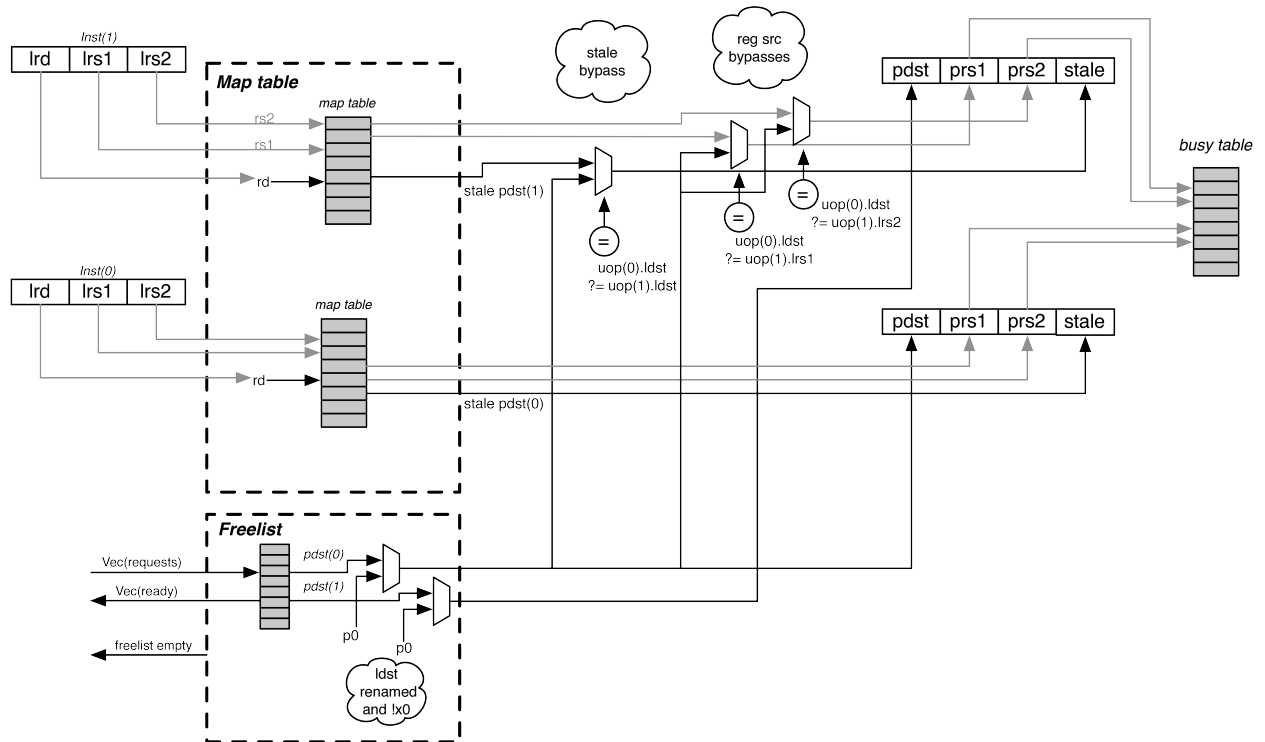 Inst(1)
lrd lrs1 lrs2
Map table
map table
rs2
rs1
rd
stale pdst(1)
stale
bypass
reg src
bypasses
=
uop(0).ldst
?= uop(1).ldst
=
uop(0).ldst
?= uop(1).lrs1
=
uop(0).ldst
?= uop(1).lrs2
pdst prs1 prs2 stale
busy table
Inst(0)
lrd lrs1 lrs2
map table
rd
stale pdst(0)
pdst prs1 prs2 stale
Freelist
Vec(requests)
Vec(ready)
freelist empty
pdst(0)
pdst(1)
p0
p0
ldst
renamed
and !x0